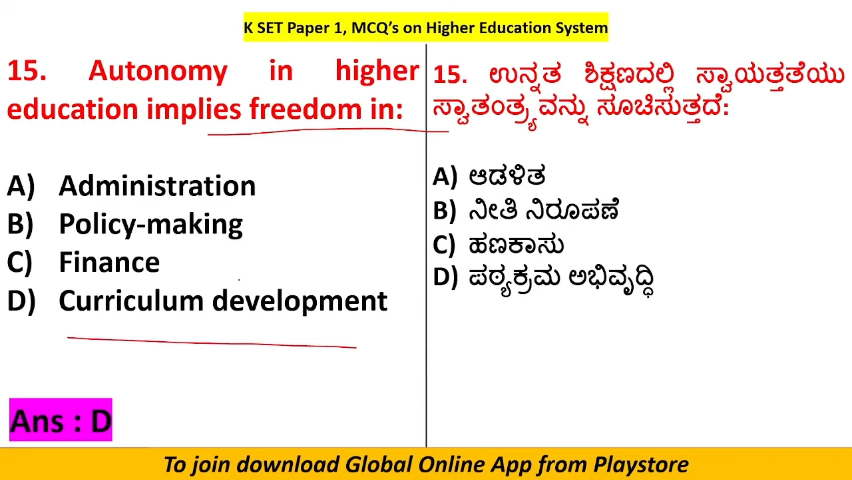 K SET Paper 1, MCQ’s on Higher Education System
15. Autonomy in higher
education implies freedom in:
A) Administration
B) Policy-making
C) Finance
D) Curriculum development
Ans : D
15. ಉನ್ನತ ಶಿಕ್ಷಣದಲ್ಲಿ ಸ್ವಾಯತ್ತತೆಯು
ಸ್ವಾತಂತ್ರ್ಯವನ್ನು ಸೂಚಿಸುತ್ತದೆ:
A) ಆಡಳಿತ
B) ನೀತಿ ನಿರೂಪಣೆ
C) ಹಣಕಾಸು
D) ಪಠ್ಯಕ್ರಮ ಅಭಿವೃದ್ಧಿ
To join download Global Online App from Playstore